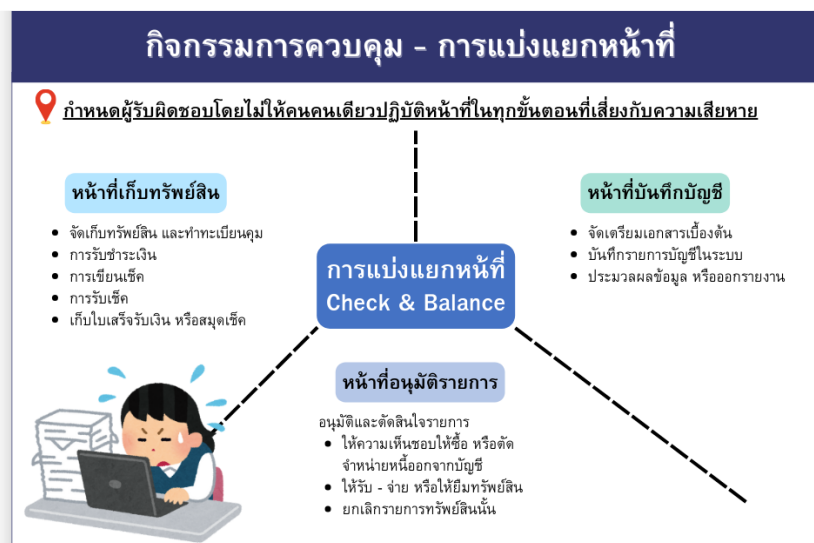 กิจกรรมการควบคุม - การแบ่งแยกหน้าที่
กำหนดผู้รับผิดชอบโดยไม่ให้คนคนเดียวปฏิบัติหน้าที่ในทุกขั้นตอนที่เสี่ยงกับความเสียหาย
หน้าที่เก็บทรัพย์สิน
• จัดเก็บทรัพย์สิน และทำทะเบียนคุม
• การรับชำระเงิน
• การเขียนเช็ค
• การรับเช็ค
• เก็บใบเสร็จรับเงิน หรือสมุดเช็ค
หน้าที่บันทึกบัญชี
• จัดเตรียมเอกสารเบื้องต้น
• บันทึกรายการบัญชีในระบบ
• ประมวลผลข้อมูล หรือออกรายงาน
การแบ่งแยกหน้ที่
Check & Balance
หน้าที่อนุมัติรายการ
อนุมัติและตัดสินใจรายการ
• ให้ความเห็นชอบให้ซื้อ หรือตัด
จำหน่ายหนี้ออกจากบัญชี
• ให้รับ - จ่าย หรือให้ยืมทรัพย์สิน
• ยกเลิกรายการทรัพย์สินนั้น